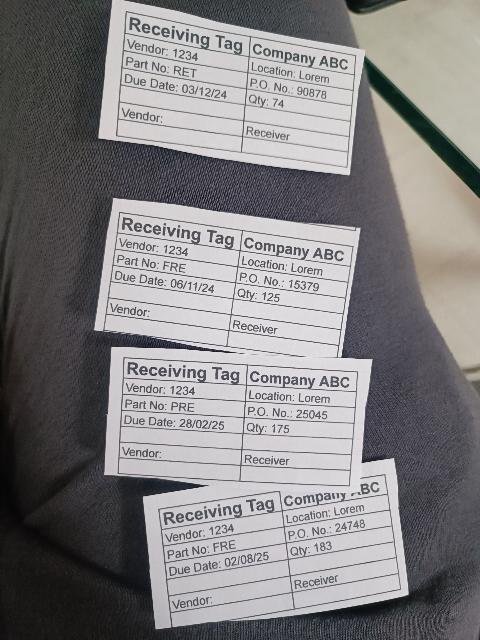 Receiving Tag Company ABC
Vendor: 1234 Location: Lorem
Part No: RET P.O. No.: 90878
Due Date: 03/12/24 Qty: 74
Vendor: Receiver
Receiving Tag Company ABC
Vendor: 1234 Location: Lorem
Part No: FRE P.O. No.: 15379
Due Date: 06/11/24 Qty: 125
Vendor: Receiver
Receiving Tag Company ABC
Vendor: 1234 Location: Lorem
Part No: PRE P.O. No.: 25045
Due Date: 28/02/25 Qty: 175
Vendor: Receiver
Receiving Tag Company ABC
Vendor: 1234 Location: Lorem
Part No: FRE P.O. No.: 24748
Due Date: 02/08/25 Qty: 183
Vendor: Receiver